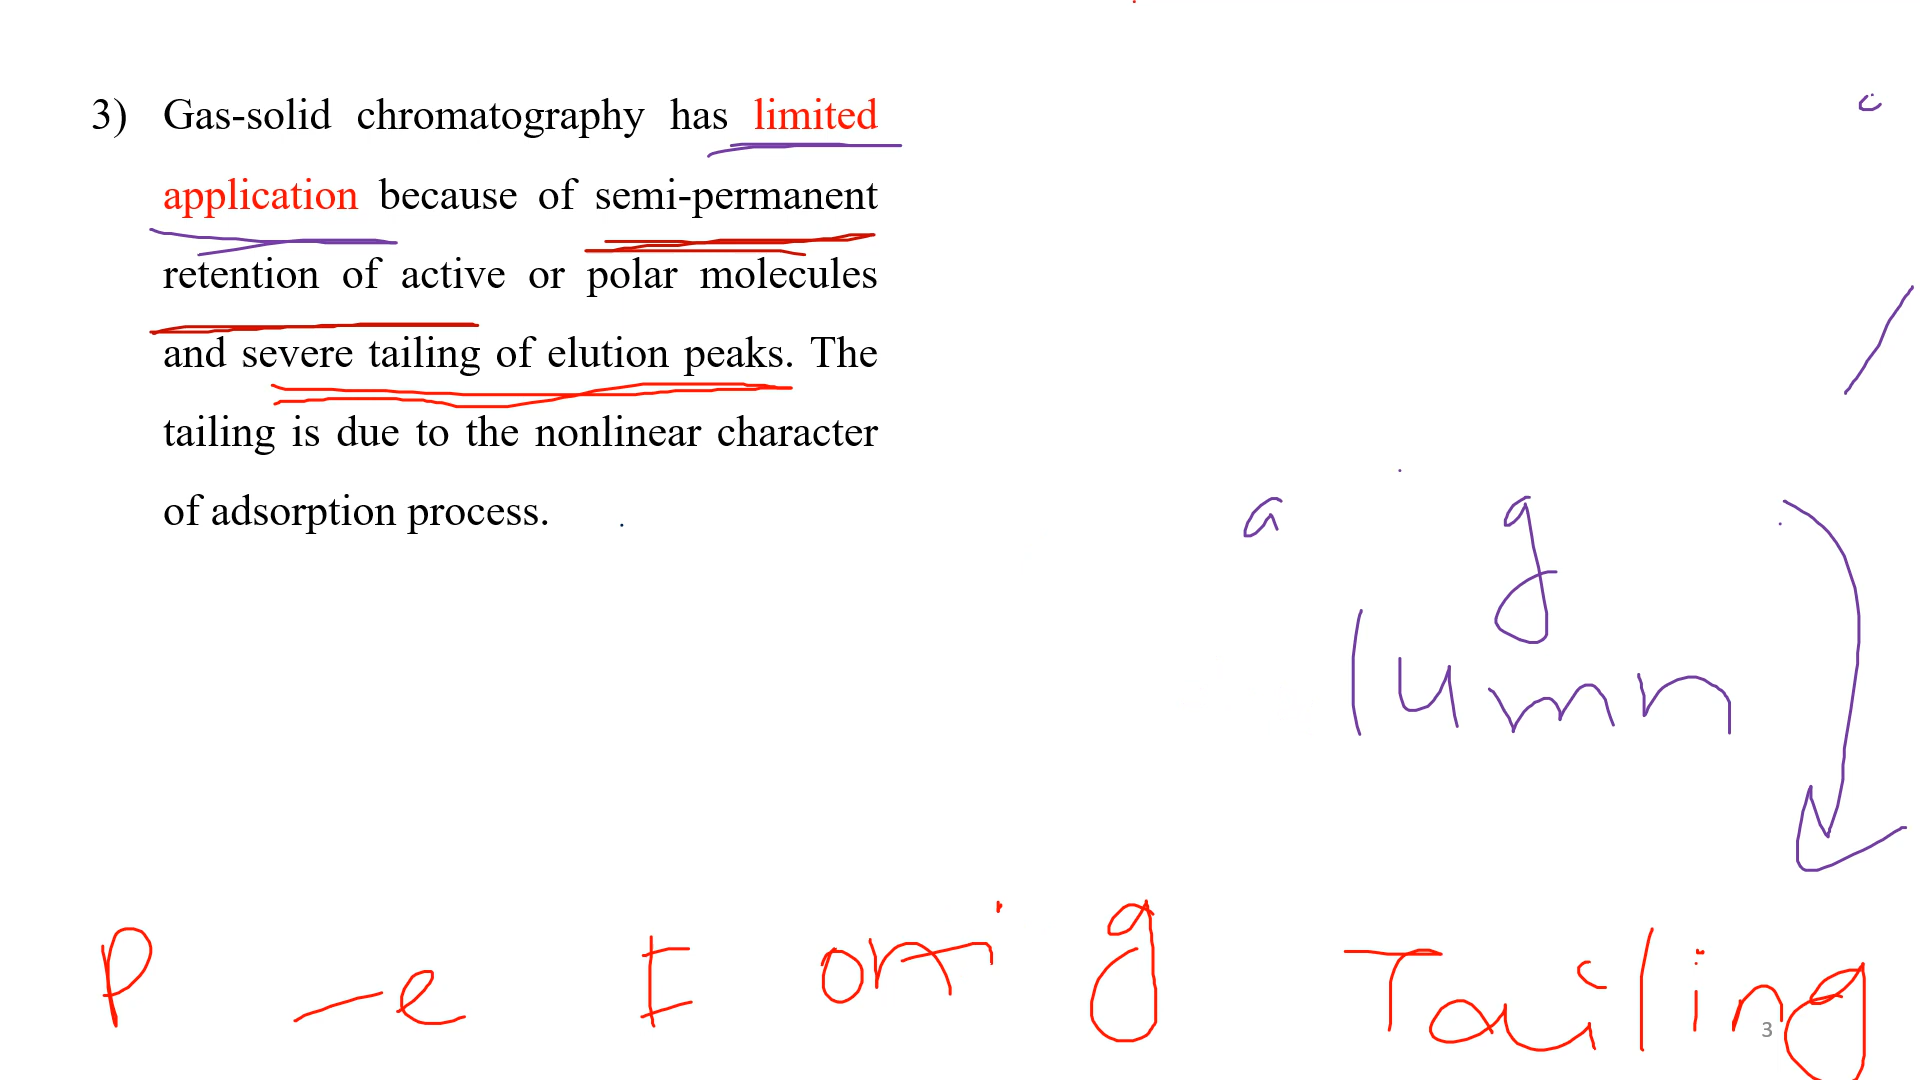 3) Gas-solid chromatography has limited
application because of semi-permanent
retention of active or polar molecules
and severe tailing of elution peaks. The
tailing is due to the nonlinear character
of adsorption process.
Tailing
3